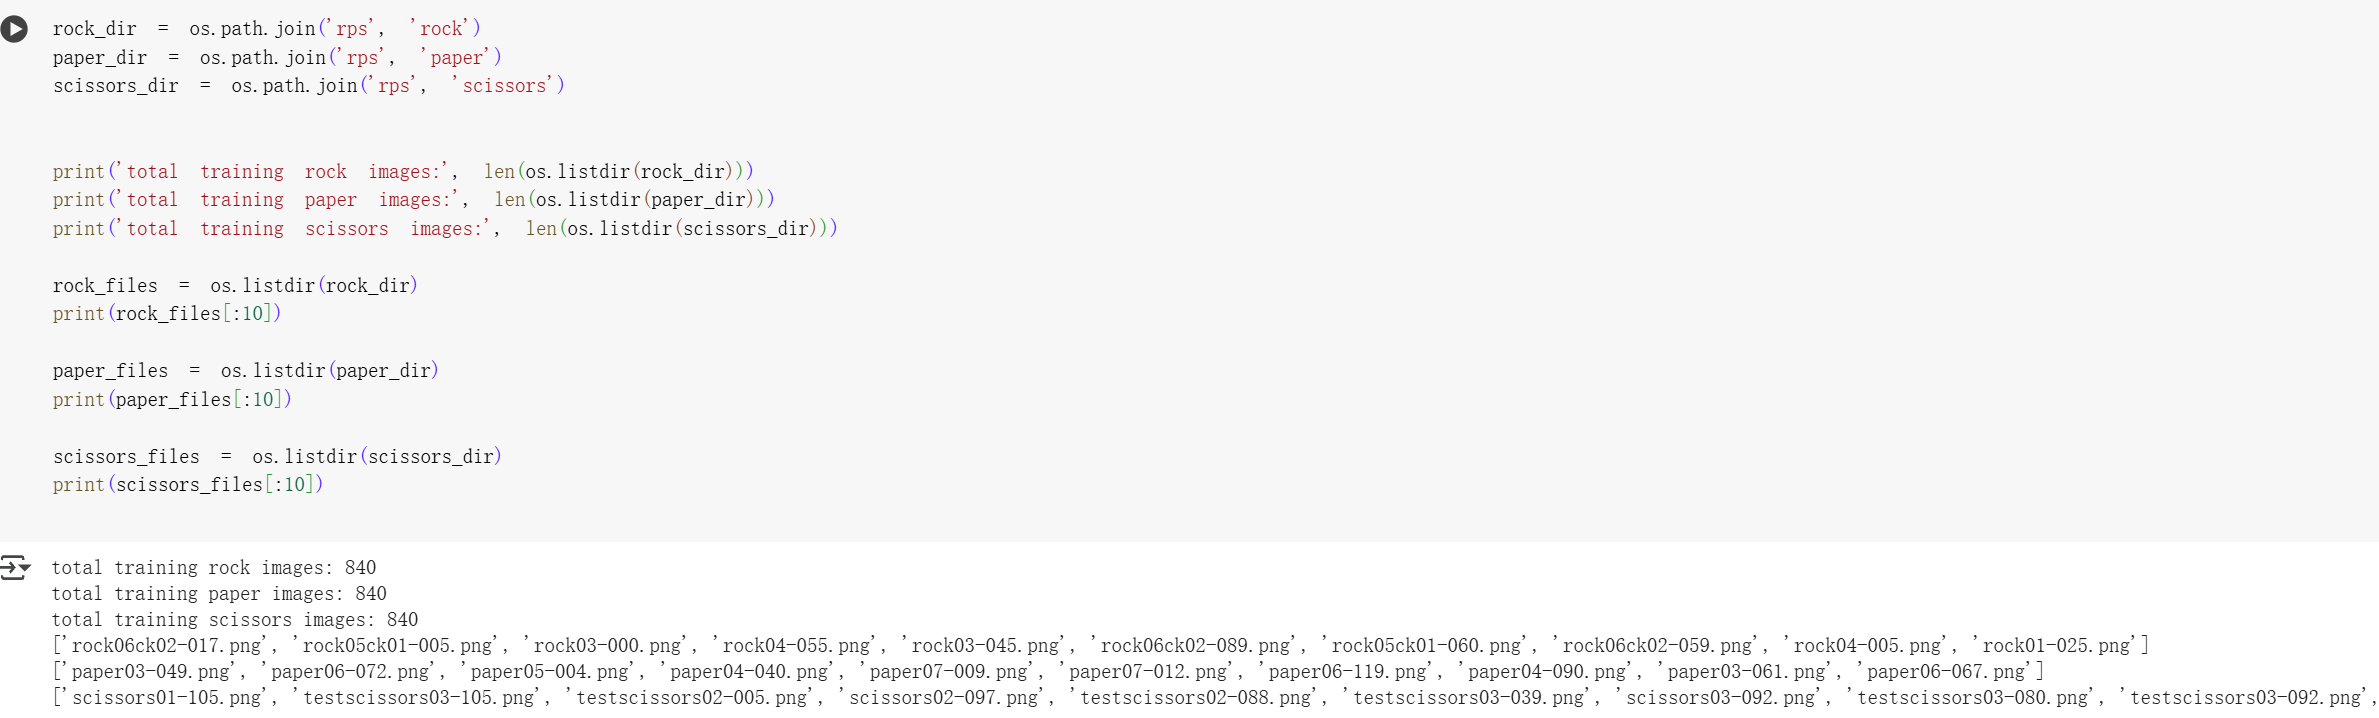 rock_dir = os.path.join('rps', 'rock')
paper_dir = os.path.join('rps', 'paper')
scissors_dir = os.path.join('rps', 'scissors')
print('total training rock images:', len(os.listdir(rock_dir)))
print('total training paper images:', len(os.listdir(paper_dir)))
print('total training scissors images:', len(os.listdir(scissors_dir)))
rock_files = os.listdir(rock_dir)
print(rock_files[:10])
paper_files = os.listdir(paper_dir)
print(paper_files[:10])
scissors_files = os.listdir(scissors_dir)
print(scissors_files[:10])
total training rock images: 840
total training paper images: 840
total training scissors images: 840
['rock06ck02-017.png', 'rock05ck01-005.png', 'rock03-000.png', 'rock04-055.png', 'rock03-045.png', 'rock06ck02-089.png', 'rock05ck01-060.png', 'rock06ck02-059.png', 'rock04-005.png', 'rock01-025.png']
['paper03-049.png', 'paper06-072.png', 'paper05-004.png', 'paper04-040.png', 'paper07-009.png', 'paper07-012.png', 'paper06-119.png', 'paper04-090.png', 'paper03-061.png', 'paper06-067.png']
['scissors01-105.png', 'testscissors03-105.png', 'testscissors02-005.png', 'scissors02-097.png', 'testscissors02-088.png', 'testscissors03-039.png', 'scissors03-092.png', 'testscissors03-080.png', 'testscissors03-092.png',